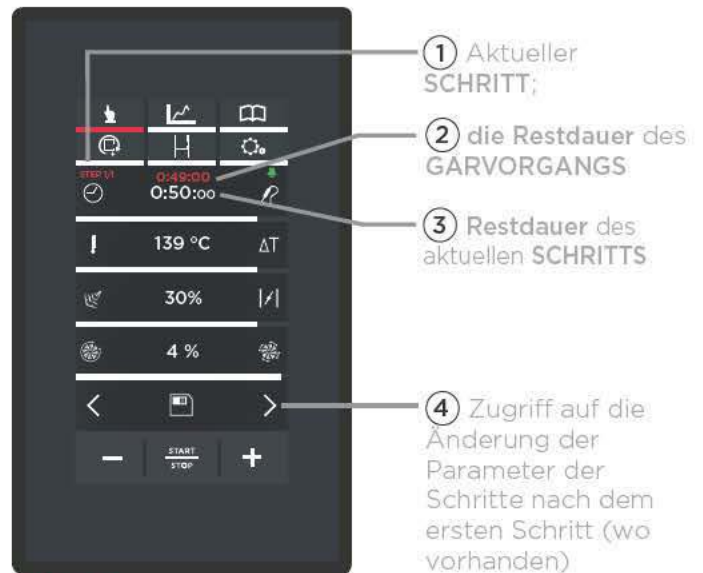 1 Aktueller
SCHRITT;
2 die Restdauer des
GARVORGANGS
3 Restdauer des
aktuellen SCHRITTS
4 Zugriff auf die
Änderung der
Parameter der
Schritte nach dem
ersten Schritt (wo
vorhanden)
STEP 1/1
0:49:00
0:50:00
139 °C
ΔT
30%
4 %
START
STOP